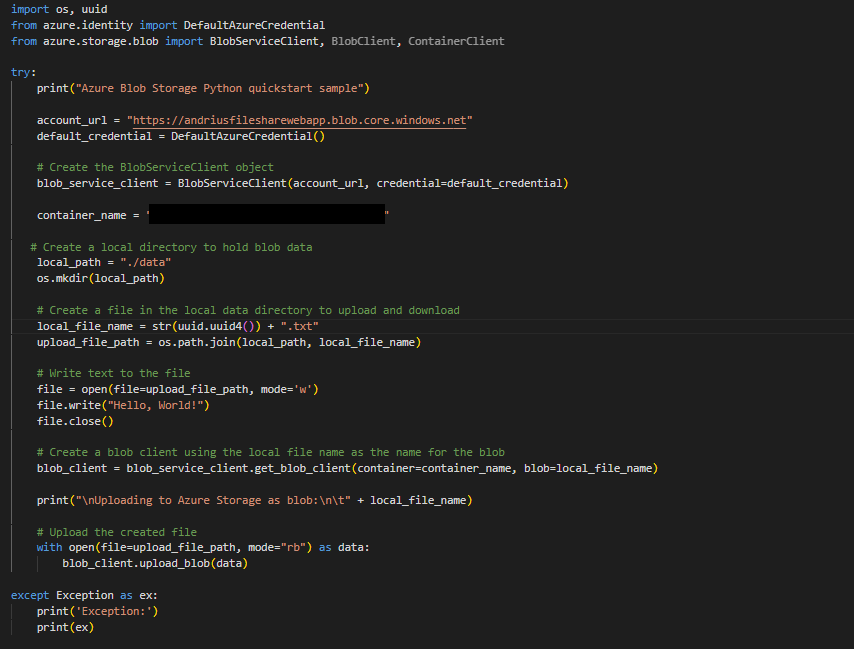 import os, uuid
from azure.identity import DefaultAzureCredential
from azure.storage.blob import BlobServiceClient, BlobClient, ContainerClient

try:
    print("Azure Blob Storage Python quickstart sample")

    account_url = "https://andriusfilesharewebapp.blob.core.windows.net"
    default_credential = DefaultAzureCredential()

    # Create the BlobServiceClient object
    blob_service_client = BlobServiceClient(account_url, credential=default_credential)

    container_name = " "

   # Create a local directory to hold blob data
    local_path = "./data"
    os.mkdir(local_path)

    # Create a file in the local data directory to upload and download
    local_file_name = str(uuid.uuid4()) + ".txt"
    upload_file_path = os.path.join(local_path, local_file_name)

    # Write text to the file
    file = open(file=upload_file_path, mode='w')
    file.write("Hello, World!")
    file.close()

    # Create a blob client using the local file name as the name for the blob
    blob_client = blob_service_client.get_blob_client(container=container_name, blob=local_file_name)

    print("\nUploading to Azure Storage as blob:\n\t" + local_file_name)

    # Upload the created file
    with open(file=upload_file_path, mode="rb") as data:
        blob_client.upload_blob(data)

except Exception as ex:
    print('Exception:')
    print(ex)